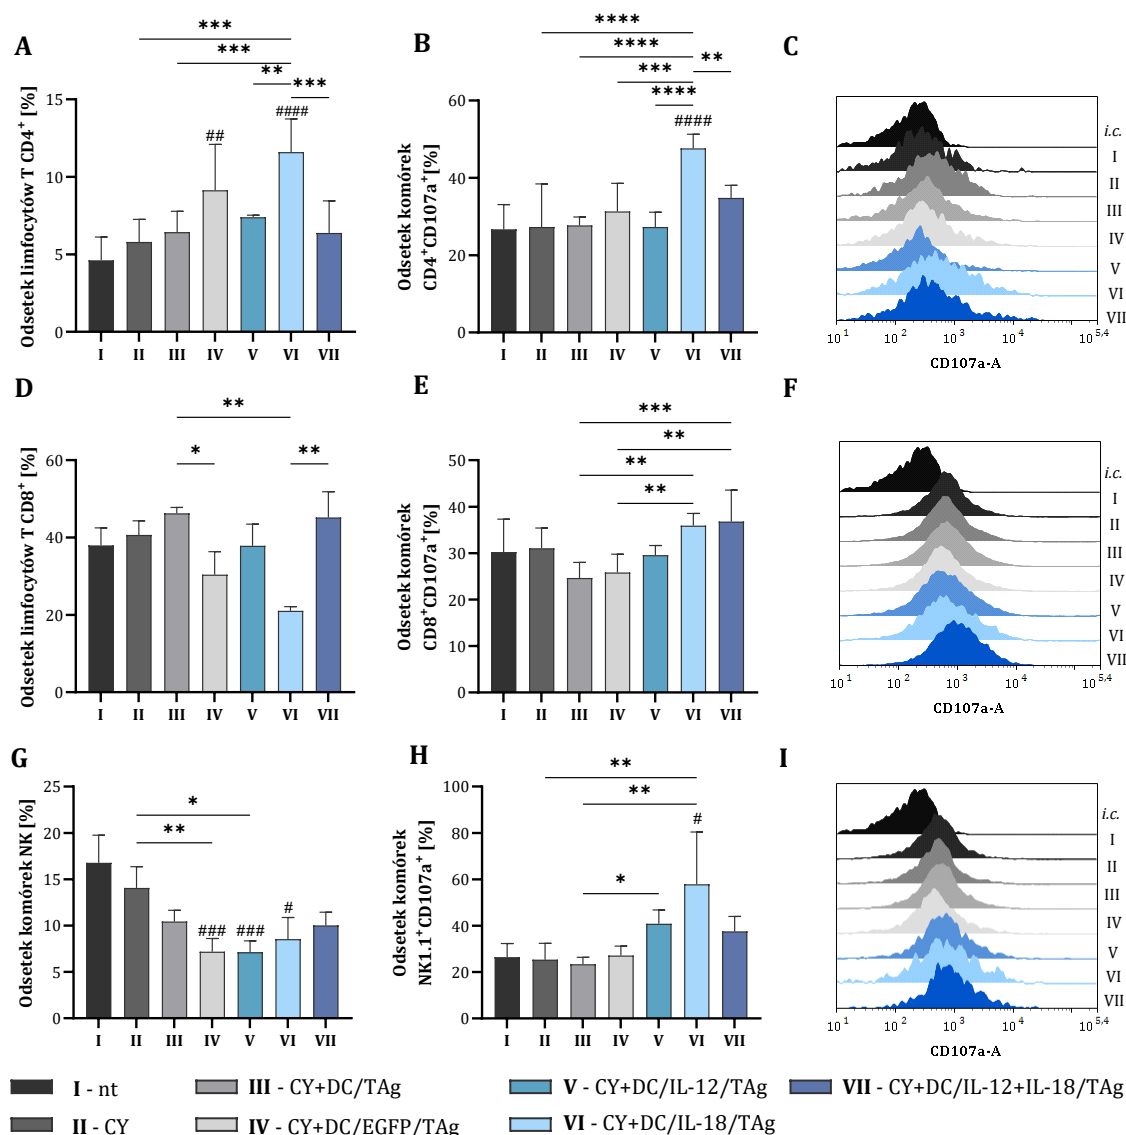 A
***
***
**
***
##
####
Odsetek limfocytów T CD4⁺ [%]
15
10
5
0
I II III IV V VI VII
B
****
****
***
**
****
####
Odsetek komórek
CD4⁺CD107a⁺[%]
60
40
20
0
I II III IV V VI VII
C
i.c.
I
II
III
IV
V
VI
VII
10¹ 10² 10³ 10⁴ 10⁵,⁴
CD107a-A
D
**
*
**
Odsetek limfocytów T CD8⁺ [%]
60
40
20
0
I II III IV V VI VII
E
***
**
**
**
Odsetek komórek
CD8⁺CD107a⁺[%]
50
40
30
20
10
0
I II III IV V VI VII
F
i.c.
I
II
III
IV
V
VI
VII
10¹ 10² 10³ 10⁴ 10⁵,⁴
CD107a-A
G
*
**
###
###
#
Odsetek komórek NK [%]
25
20
15
10
5
0
I II III IV V VI VII
H
**
**
*
#
Odsetek komórek
NK1.1⁺CD107a⁺ [%]
100
80
60
40
20
0
I II III IV V VI VII
I
i.c.
I
II
III
IV
V
VI
VII
10¹ 10² 10³ 10⁴ 10⁵,⁴
CD107a-A
I - nt
III - CY+DC/TAg
V - CY+DC/IL-12/TAg
VII - CY+DC/IL-12+IL-18/TAg
II - CY
IV - CY+DC/EGFP/TAg
VI - CY+DC/IL-18/TAg